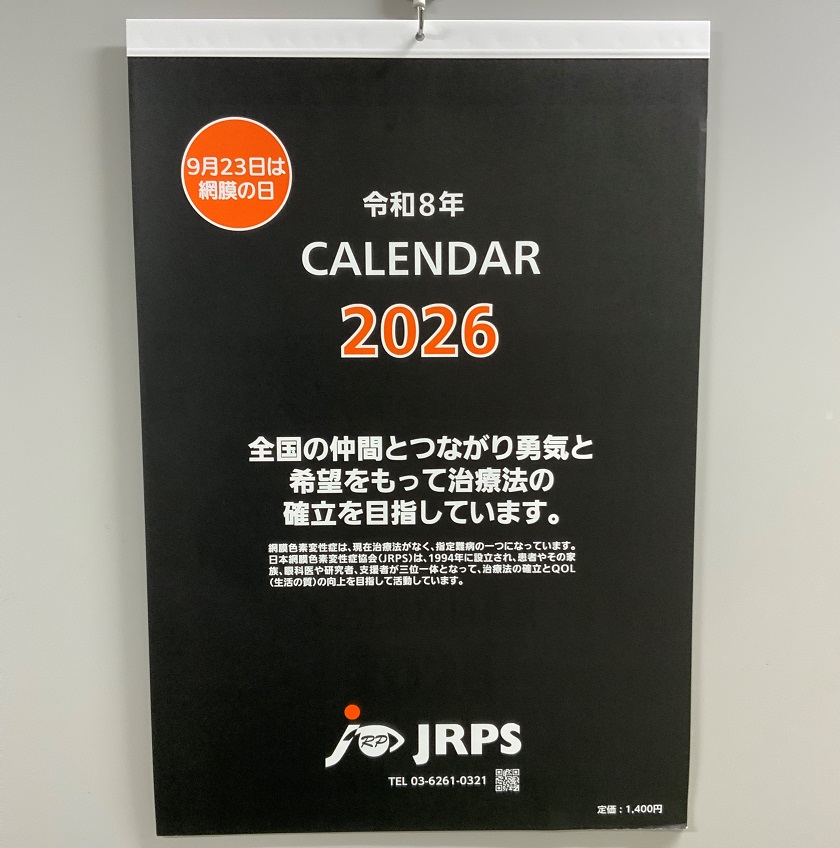 9月23日は
網膜の日
令和8年
CALENDAR
2026
全国の仲間とつながり勇気と
希望をもって治療法の
確立を目指しています。
網膜色素変性症は、現在治療法がなく、指定難病の一つになっています。
日本網膜色素変性症協会(JRPS)は、1994年に設立され、患者やその家
族、眼科医や研究者、支援者が三位一体となって、治療法の確立とQOL
(生活の質)の向上を目指して活動しています。
RP JRPS
TEL 03-6261-0321
定価：1,400円